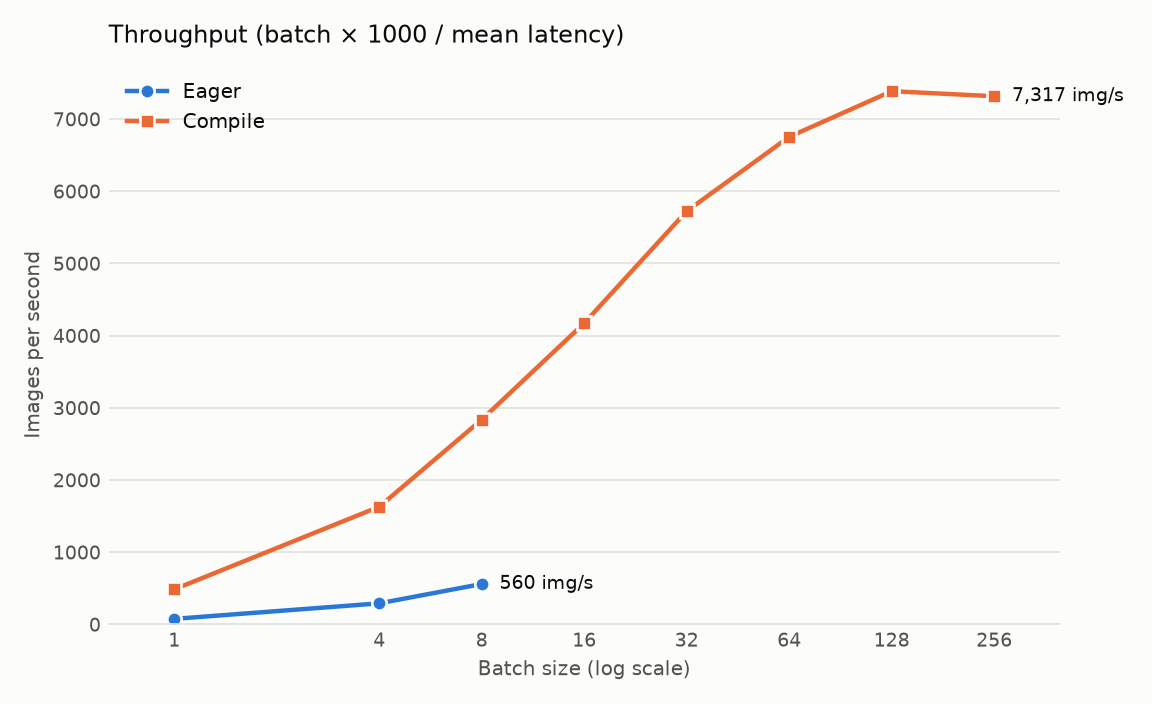 Throughput (batch × 1000 / mean latency)
Eager
Compile
7,317 img/s
560 img/s
Images per second
7000
6000
5000
4000
3000
2000
1000
0
1 4 8 16 32 64 128 256
Batch size (log scale)